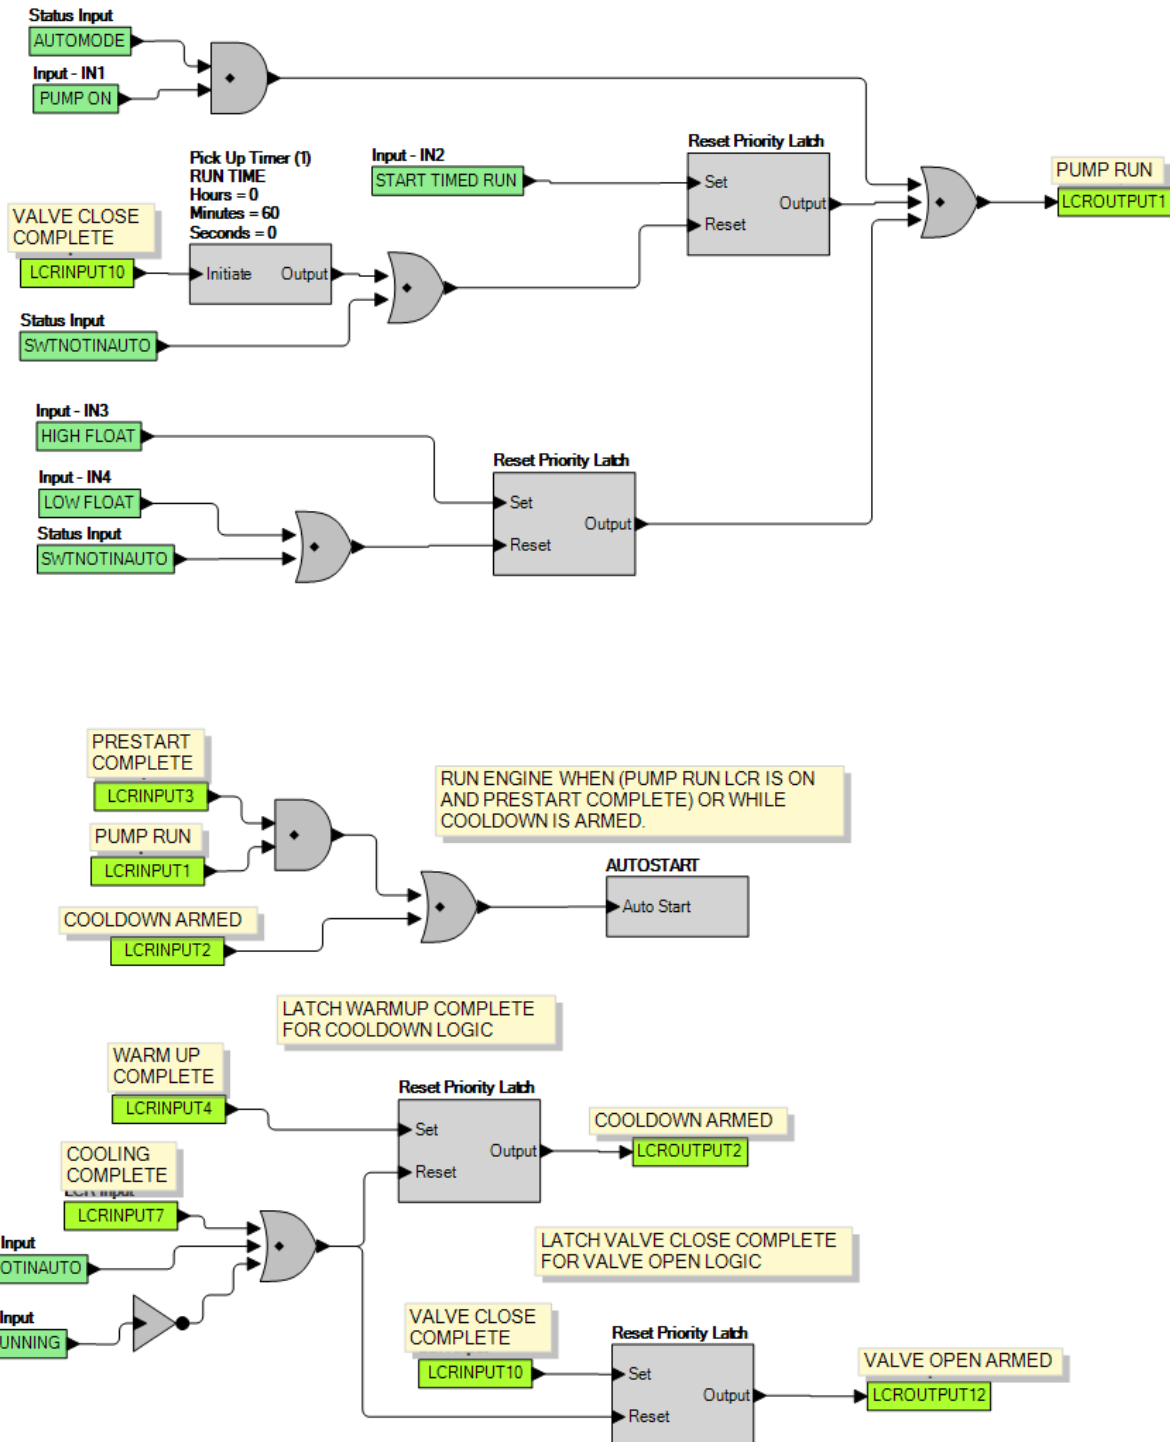 Status Input
AUTOMODE
Input - IN1
PUMP ON
Pick Up Timer (1)
RUN TIME
Hours = 0
Minutes = 60
Seconds = 0
VALVE CLOSE
COMPLETE
LCRINPUT10
Initiate
Output
Status Input
SWTNOTINAUTO
Input - IN2
START TIMED RUN
Reset Priority Latch
Set
Output
Reset
PUMP RUN
LCROUTPUT1
Input - IN3
HIGH FLOAT
Input - IN4
LOW FLOAT
Status Input
SWTNOTINAUTO
Reset Priority Latch
Set
Output
Reset
PRESTART
COMPLETE
LCRINPUT3
PUMP RUN
LCRINPUT1
COOLDOWN ARMED
LCRINPUT2
RUN ENGINE WHEN (PUMP RUN LCR IS ON
AND PRESTART COMPLETE) OR WHILE
COOLDOWN IS ARMED.
AUTOSTART
Auto Start
LATCH WARMUP COMPLETE
FOR COOLDOWN LOGIC
WARM UP
COMPLETE
LCRINPUT4
Reset Priority Latch
Set
Output
Reset
COOLDOWN ARMED
LCROUTPUT2
COOLING
COMPLETE
LCR Input
LCRINPUT7
Input
OTINAUTO
Input
UNNING
LATCH VALVE CLOSE COMPLETE
FOR VALVE OPEN LOGIC
VALVE CLOSE
COMPLETE
LCRINPUT10
Reset Priority Latch
Set
Output
Reset
VALVE OPEN ARMED
LCROUTPUT12